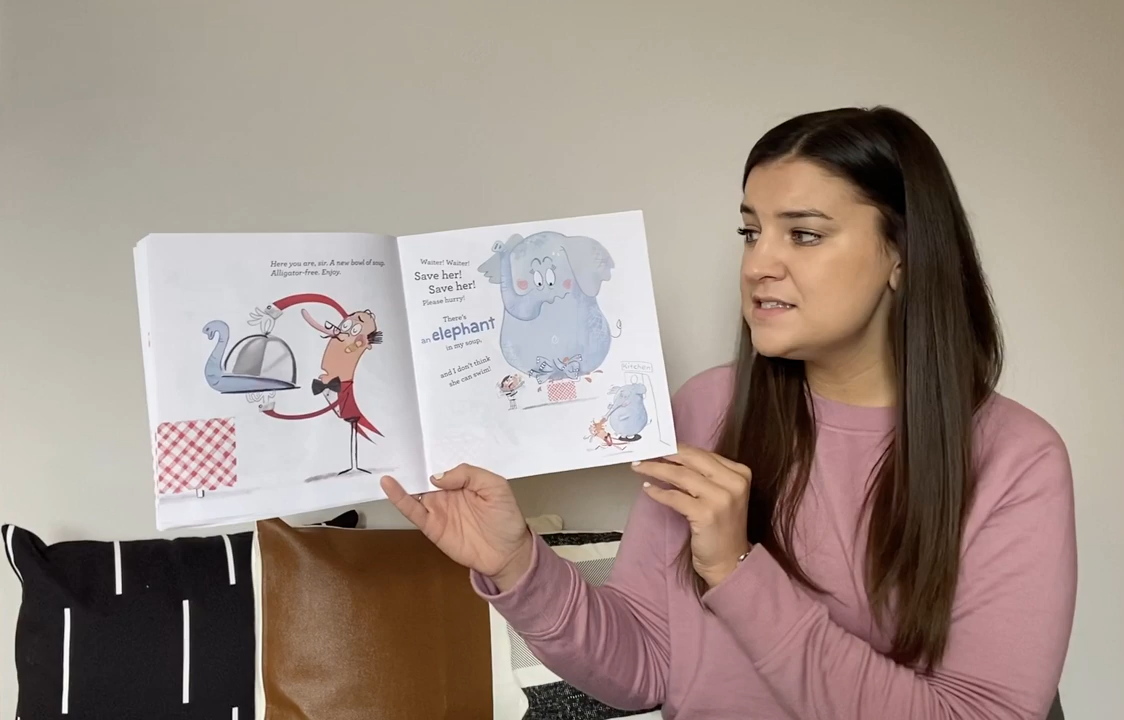 Here you are, sir. A new bowl of soup.
Alligator-free. Enjoy.
Waiter! Waiter!
Save her!
Save her!
Please hurry!
There's
an elephant
in my soup,
and I don't think
she can swim!
Kitchen